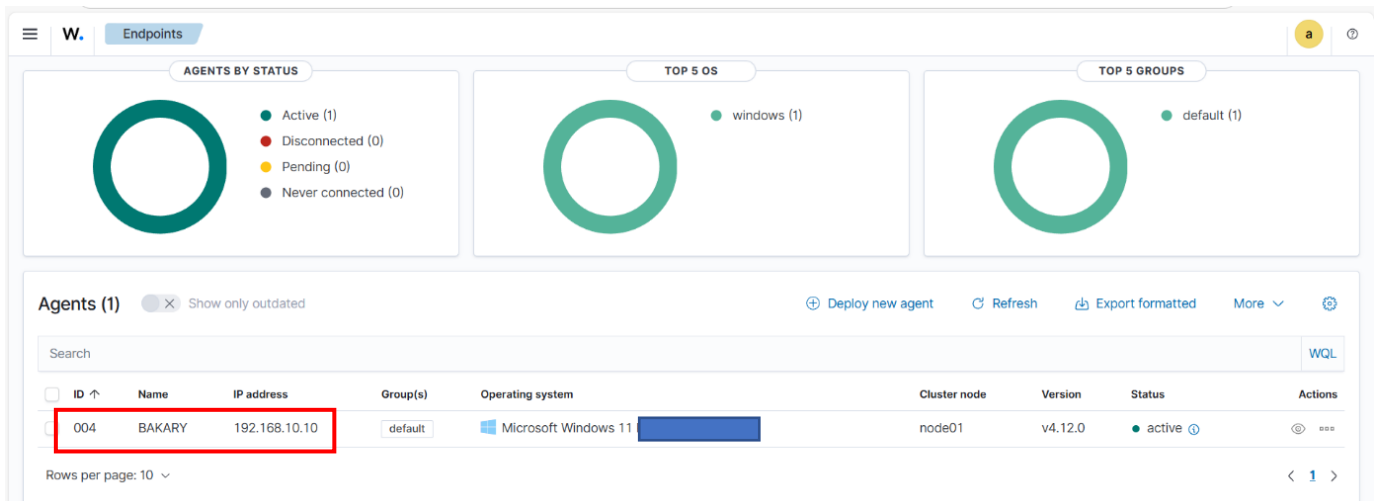 W. Endpoints a
AGENTS BY STATUS
Active (1)
Disconnected (0)
Pending (0)
Never connected (0)
TOP 5 OS
windows (1)
TOP 5 GROUPS
default (1)
Agents (1) Show only outdated Deploy new agent Refresh Export formatted More
Search WQL
ID Name IP address Group(s) Operating system Cluster node Version Status Actions
004 BAKARY 192.168.10.10 default Microsoft Windows 11 node01 v4.12.0 active
Rows per page: 10 1